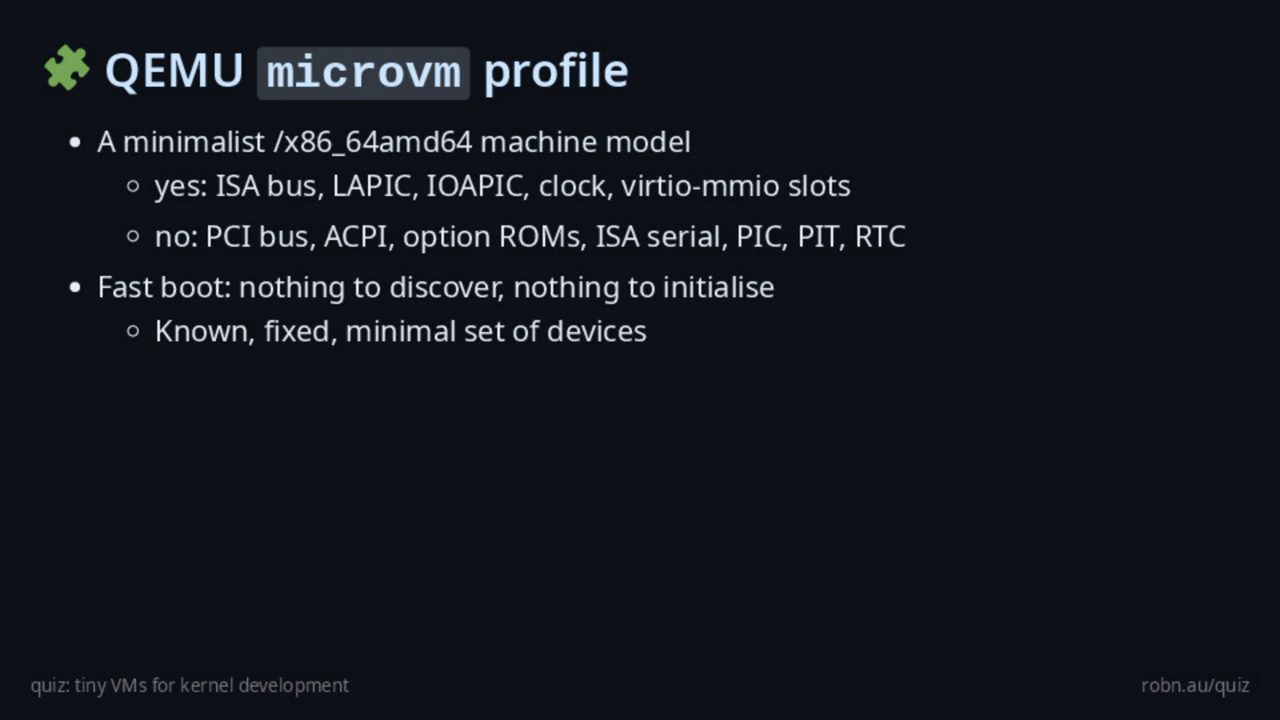 QEMU microvm profile
A minimalist /x86_64amd64 machine model
yes: ISA bus, LAPIC, IOAPIC, clock, virtio-mmio slots
no: PCI bus, ACPI, option ROMs, ISA serial, PIC, PIT, RTC
Fast boot: nothing to discover, nothing to initialise
Known, fixed, minimal set of devices
quiz: tiny VMs for kernel development
robn.au/quiz